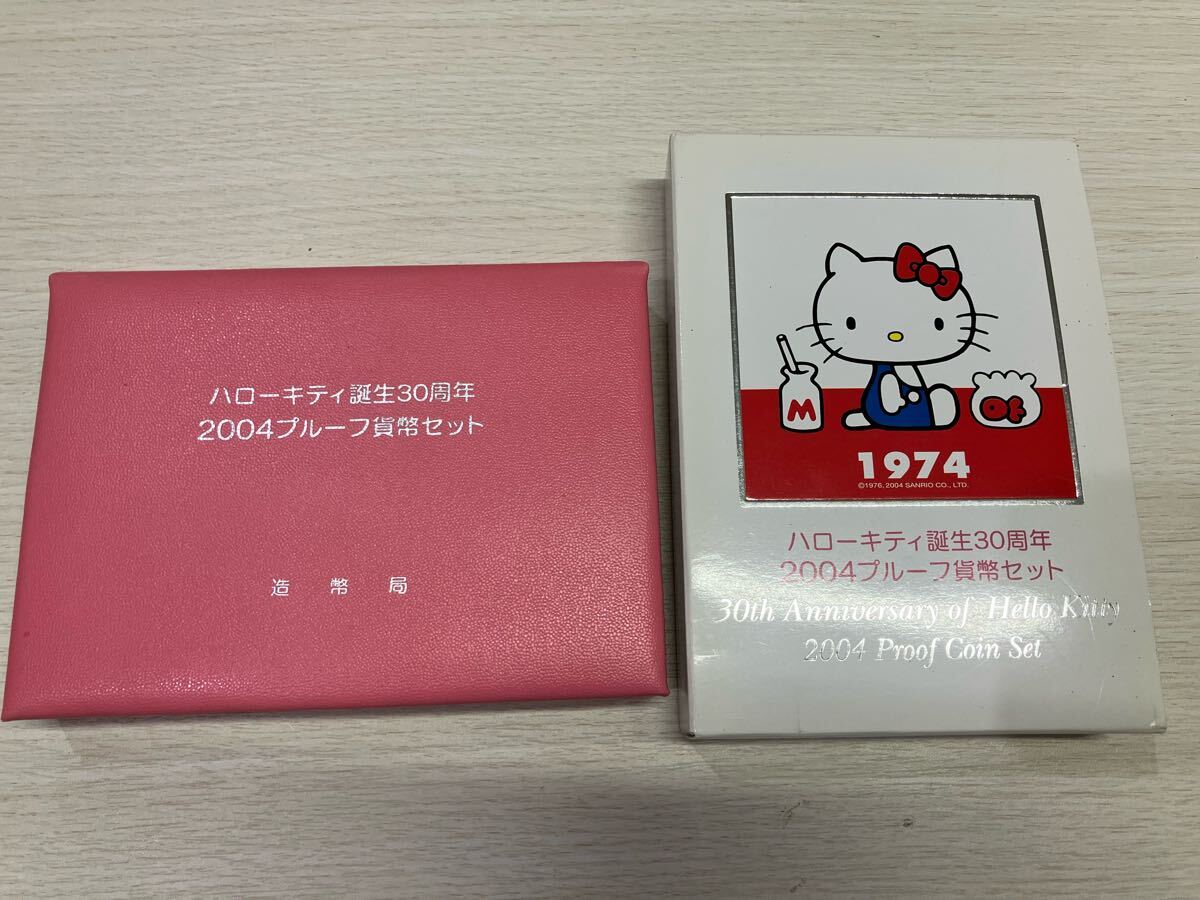 ハローキティ誕生30周年
2004プルーフ貨幣セット
造幣局
M
1974
©1976, 2004 SANRIO CO., LTD.
ハローキティ誕生30周年
2004プルーフ貨幣セット
30th Anniversary of Hello Kitty
2004 Proof Coin Set